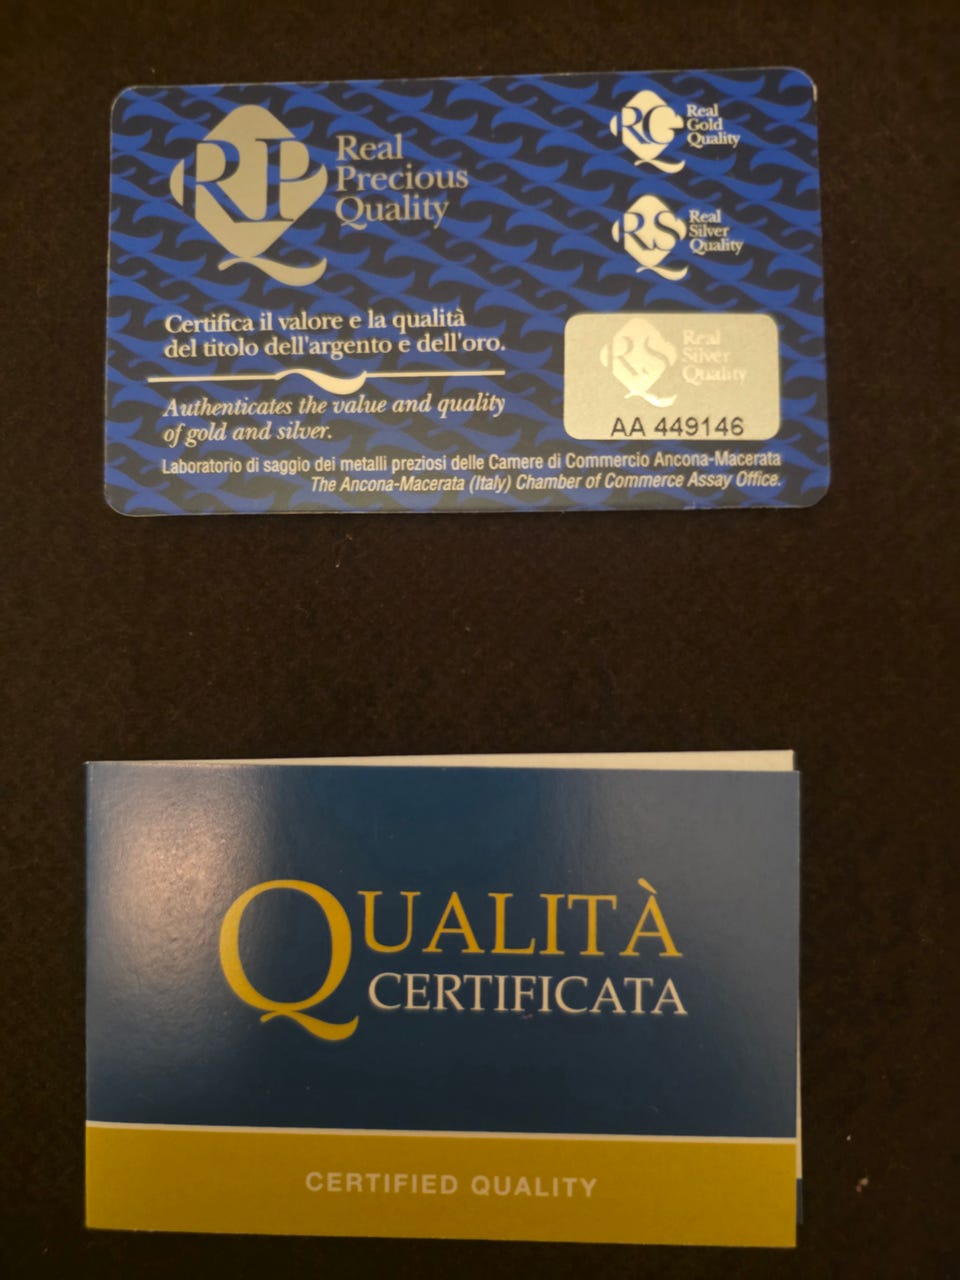 RP
Real
Precious
Quality
RG
Real
Gold
Quality
RS
Real
Silver
Quality
Certifica il valore e la qualità
del titolo dell'argento e dell'oro.
Authenticates the value and quality
of gold and silver.
RS
Real
Silver
Quality
AA 449146
Laboratorio di saggio dei metalli preziosi delle Camere di Commercio Ancona-Macerata
The Ancona-Macerata (Italy) Chamber of Commerce Assay Office.
QUALITÀ
CERTIFICATA
CERTIFIED QUALITY